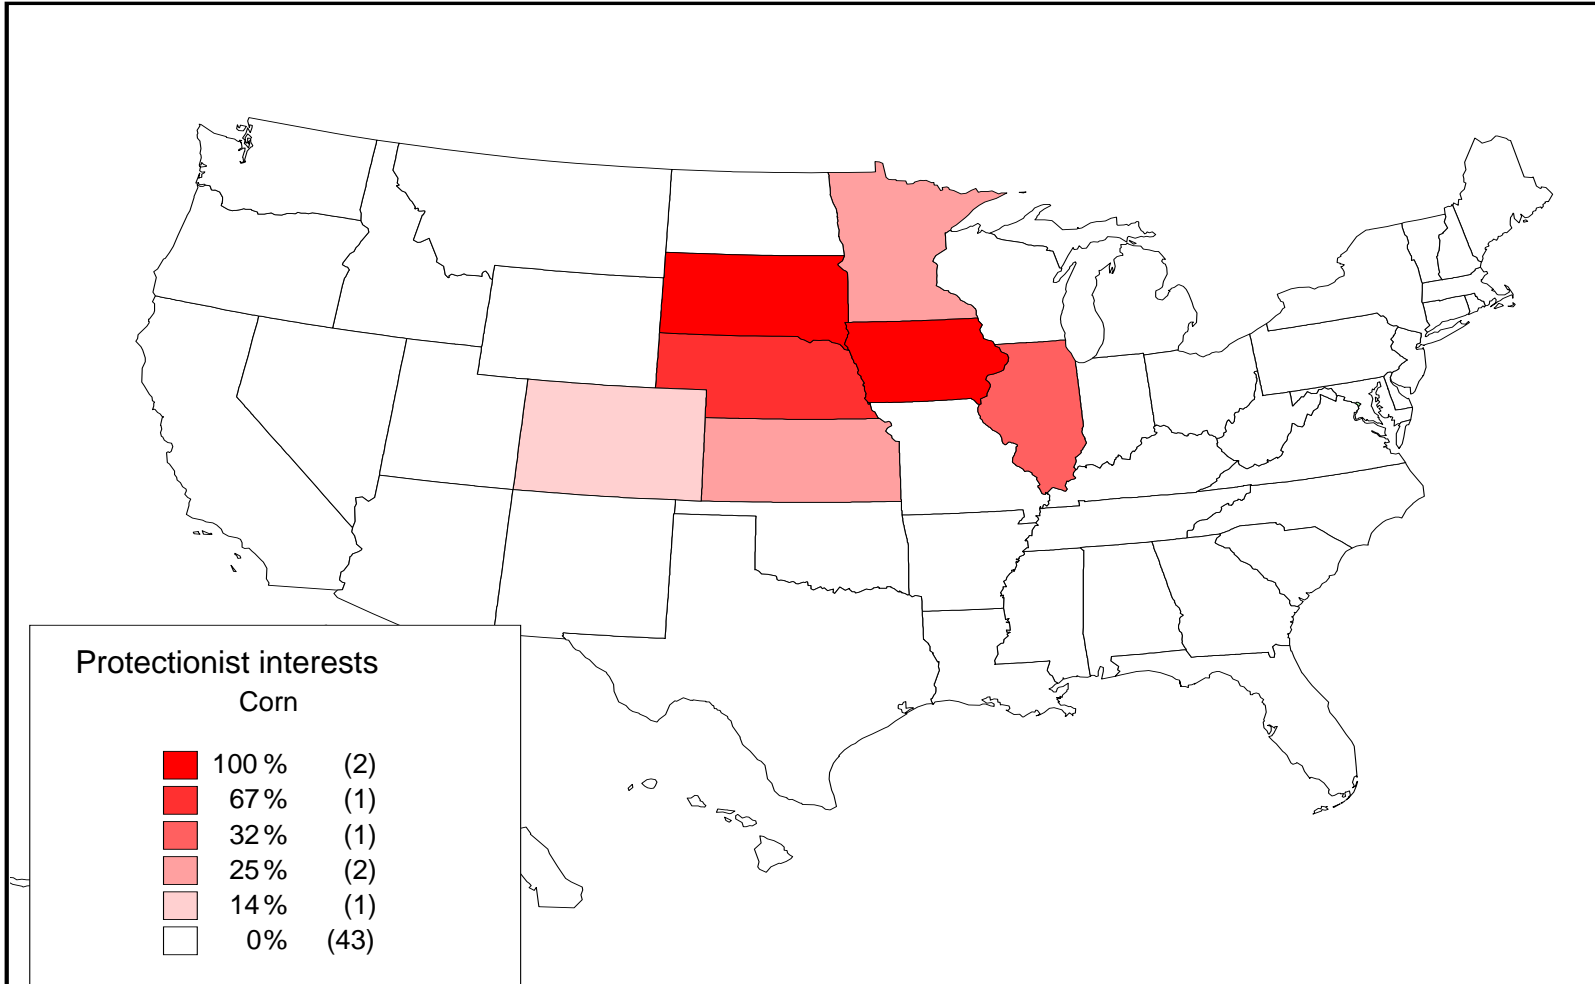 Protectionist interests
Corn
100 % (2)
67 % (1)
32 % (1)
25 % (2)
14 % (1)
0% (43)